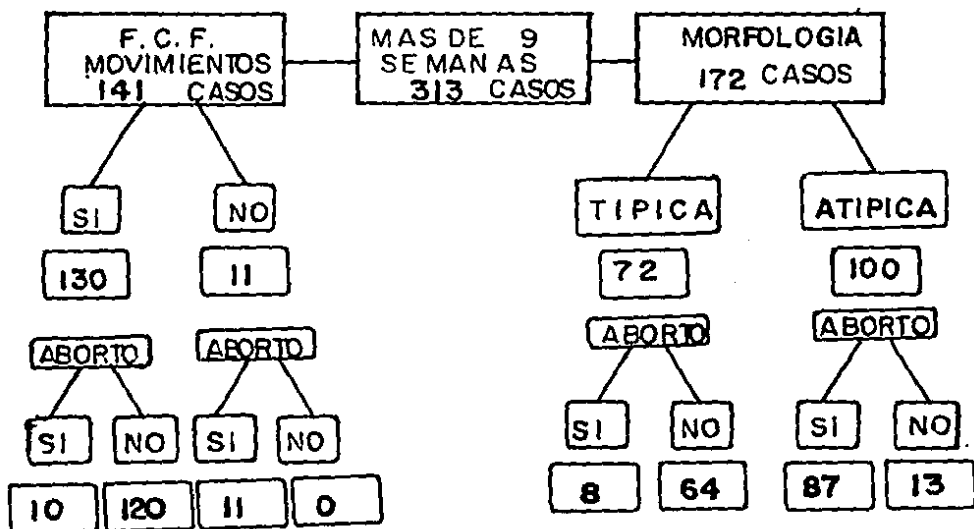 F. C. F.
MOVIMIENTOS
141 CASOS
MAS DE 9
SEMANAS
313 CASOS
MORFOLOGIA
172 CASOS
SI
NO
TIPICA
ATIPICA
130
11
72
100
ABORTO
ABORTO
ABORTO
ABORTO
SI
NO
SI
NO
SI
NO
SI
NO
10
120
11
0
8
64
87
13